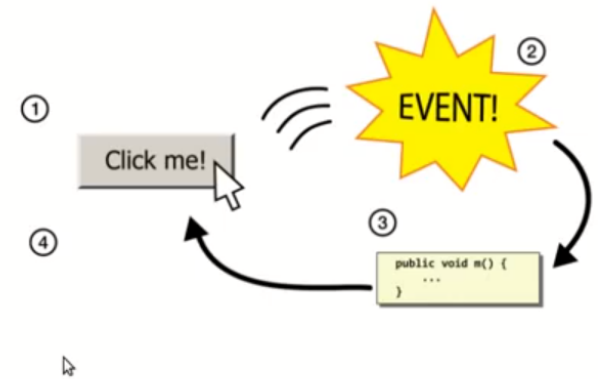 ①
②
EVENT!
Click me!
③
④
public void m() {
...
}